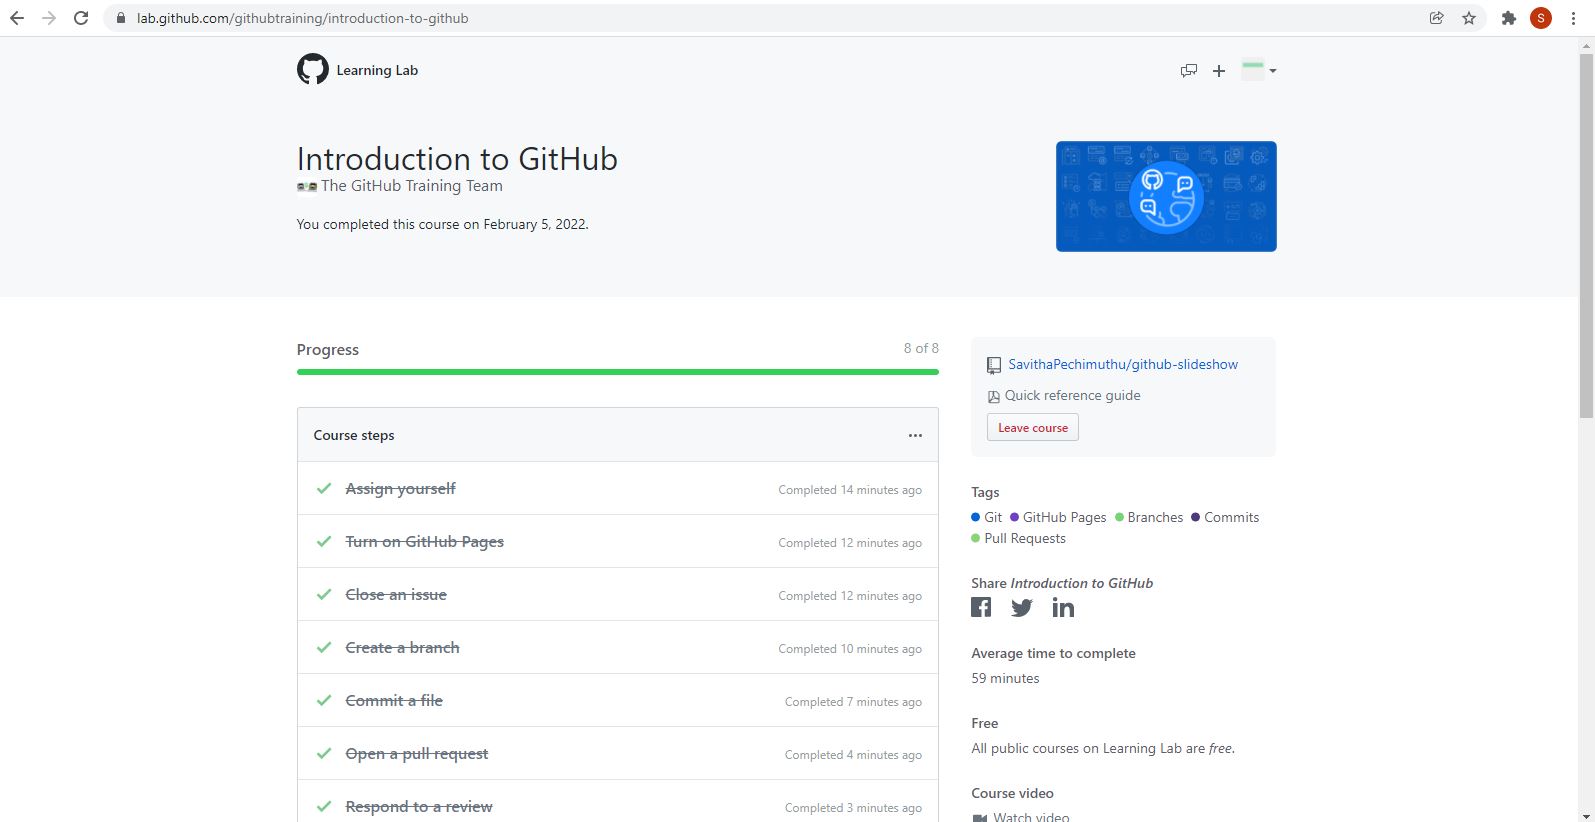 lab.github.com/githubtraining/introduction-to-github
S
Learning Lab
Introduction to GitHub
The GitHub Training Team
You completed this course on February 5, 2022.
Progress
8 of 8
Course steps
Assign yourself
Completed 14 minutes ago
Turn on GitHub Pages
Completed 12 minutes ago
Close an issue
Completed 12 minutes ago
Create a branch
Completed 10 minutes ago
Commit a file
Completed 7 minutes ago
Open a pull request
Completed 4 minutes ago
Respond to a review
Completed 3 minutes ago
SavithaPechimuthu/github-slideshow
Quick reference guide
Leave course
Tags
Git GitHub Pages Branches Commits
Pull Requests
Share Introduction to GitHub
Average time to complete
59 minutes
Free
All public courses on Learning Lab are free.
Course video
Watch video